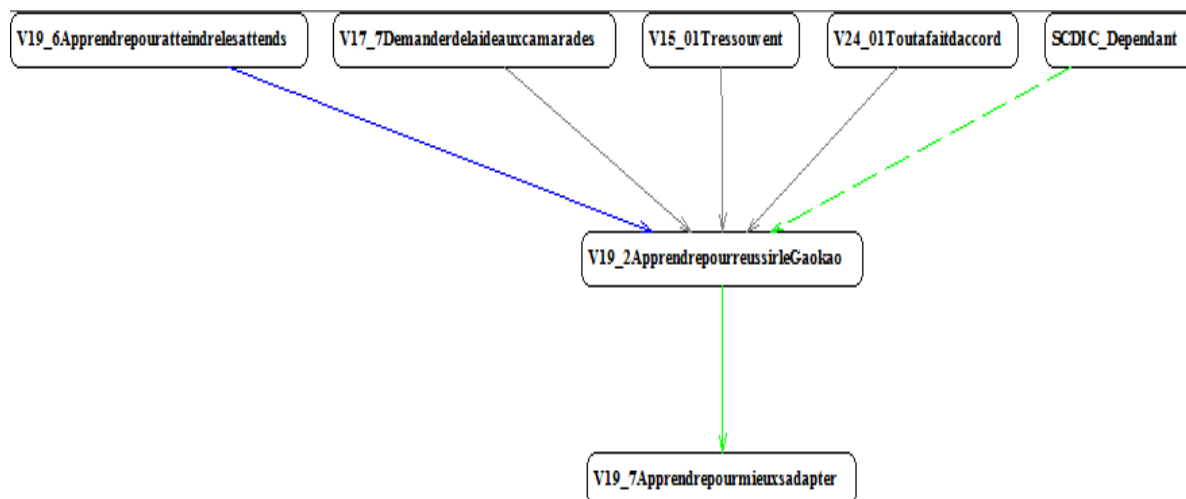 V19_6Apprendrepouratteindrelesattends
V17_7Demanderdelaideauxcamarades
V15_01Tressouvent
V24_01Toutafaitdaccord
SCDIC_Dependant
V19_2ApprendrepourreussirleGaokao
V19_7Apprendrepourmieuxsadapter